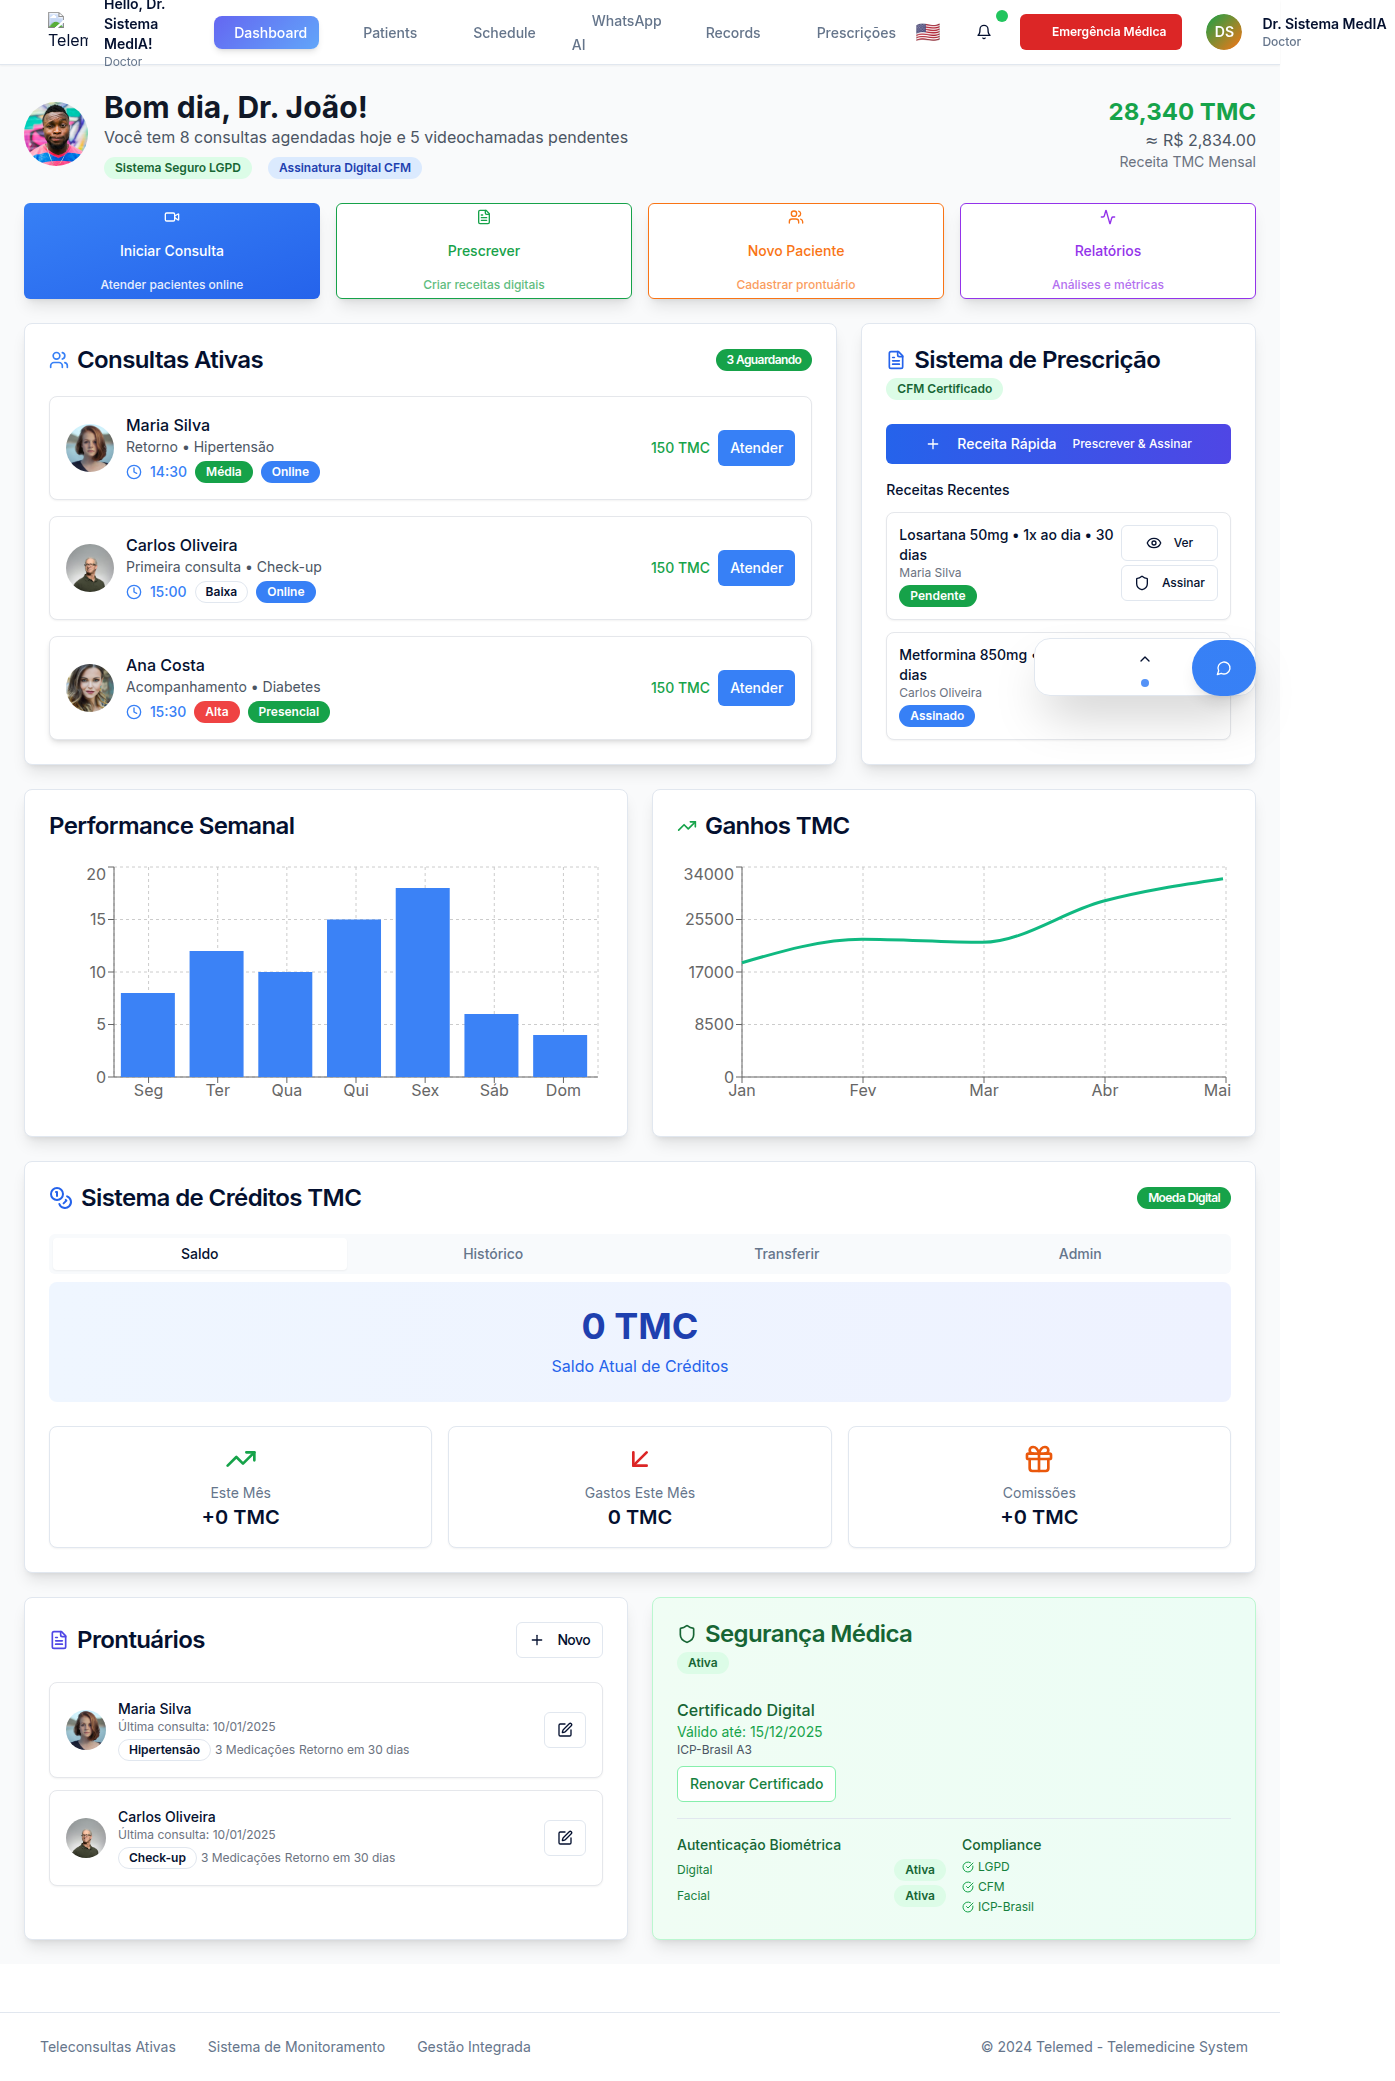 Telem
Hello, Dr.
Sistema
MedIA!
Doctor
Dashboard
Patients
Schedule
WhatsApp
AI
Records
Prescrições
Emergência Médica
DS
Dr. Sistema MedIA
Doctor
Bom dia, Dr. João!
Você tem 8 consultas agendadas hoje e 5 videochamadas pendentes
Sistema Seguro LGPD
Assinatura Digital CFM
28,340 TMC
≈ R$ 2,834.00
Receita TMC Mensal
Iniciar Consulta
Atender pacientes online
Prescrever
Criar receitas digitais
Novo Paciente
Cadastrar prontuário
Relatórios
Análises e métricas
Consultas Ativas
3 Aguardando
Maria Silva
Retorno • Hipertensão
14:30 Média Online
150 TMC Atender
Carlos Oliveira
Primeira consulta • Check-up
15:00 Baixa Online
150 TMC Atender
Ana Costa
Acompanhamento • Diabetes
15:30 Alta Presencial
150 TMC Atender
Sistema de Prescrição
CFM Certificado
Receita Rápida Prescrever & Assinar
Receitas Recentes
Losartana 50mg • 1x ao dia • 30
dias
Maria Silva
Pendente
Ver
Assinar
Metformina 850mg •
dias
Carlos Oliveira
Assinado
Performance Semanal
20
15
10
5
0
Seg Ter Qua Qui Sex Sáb Dom
Ganhos TMC
34000
25500
17000
8500
0
Jan Fev Mar Abr Mai
Sistema de Créditos TMC
Moeda Digital
Saldo
Histórico
Transferir
Admin
0 TMC
Saldo Atual de Créditos
Este Mês
+0 TMC
Gastos Este Mês
0 TMC
Comissões
+0 TMC
Prontuários
Novo
Maria Silva
Última consulta: 10/01/2025
Hipertensão 3 Medicações Retorno em 30 dias
Carlos Oliveira
Última consulta: 10/01/2025
Check-up 3 Medicações Retorno em 30 dias
Segurança Médica
Ativa
Certificado Digital
Válido até: 15/12/2025
ICP-Brasil A3
Renovar Certificado
Autenticação Biométrica
Digital Ativa
Facial Ativa
Compliance
LGPD
CFM
ICP-Brasil
Teleconsultas Ativas
Sistema de Monitoramento
Gestão Integrada
© 2024 Telemed - Telemedicine System